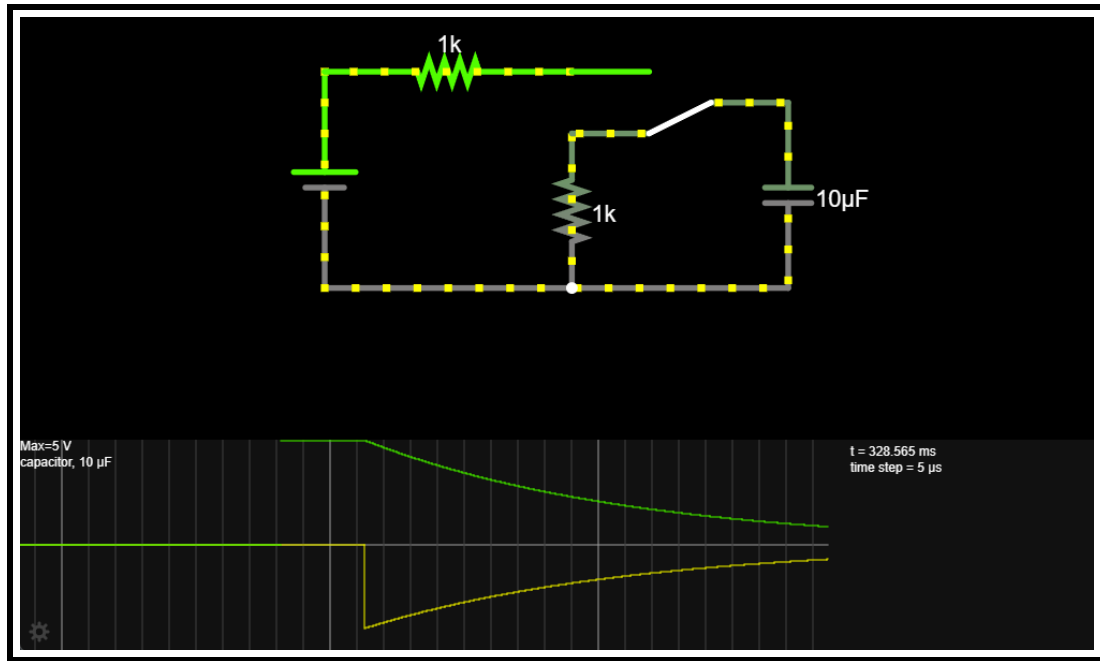 1k
1k
10µF
Max=5 V
capacitor, 10 µF
t = 328.565 ms
time step = 5 µs